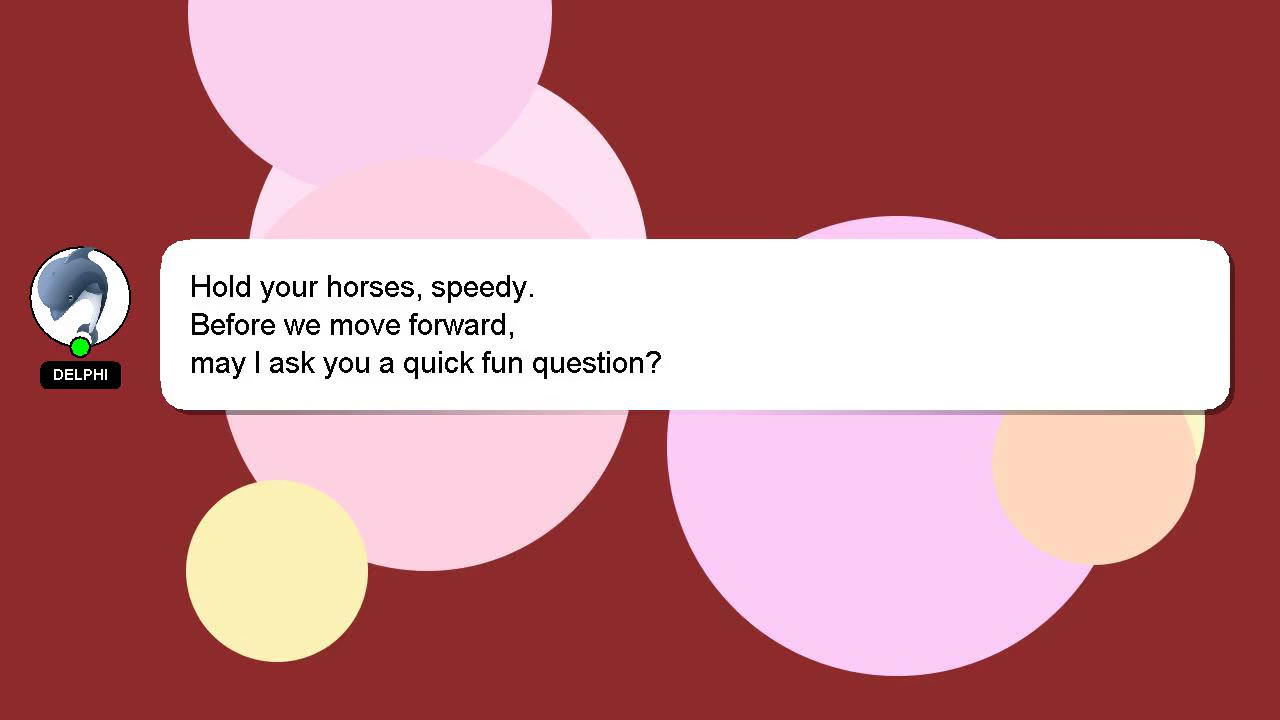 Hold your horses, speedy.
Before we move forward,
may I ask you a quick fun question?
DELPHI